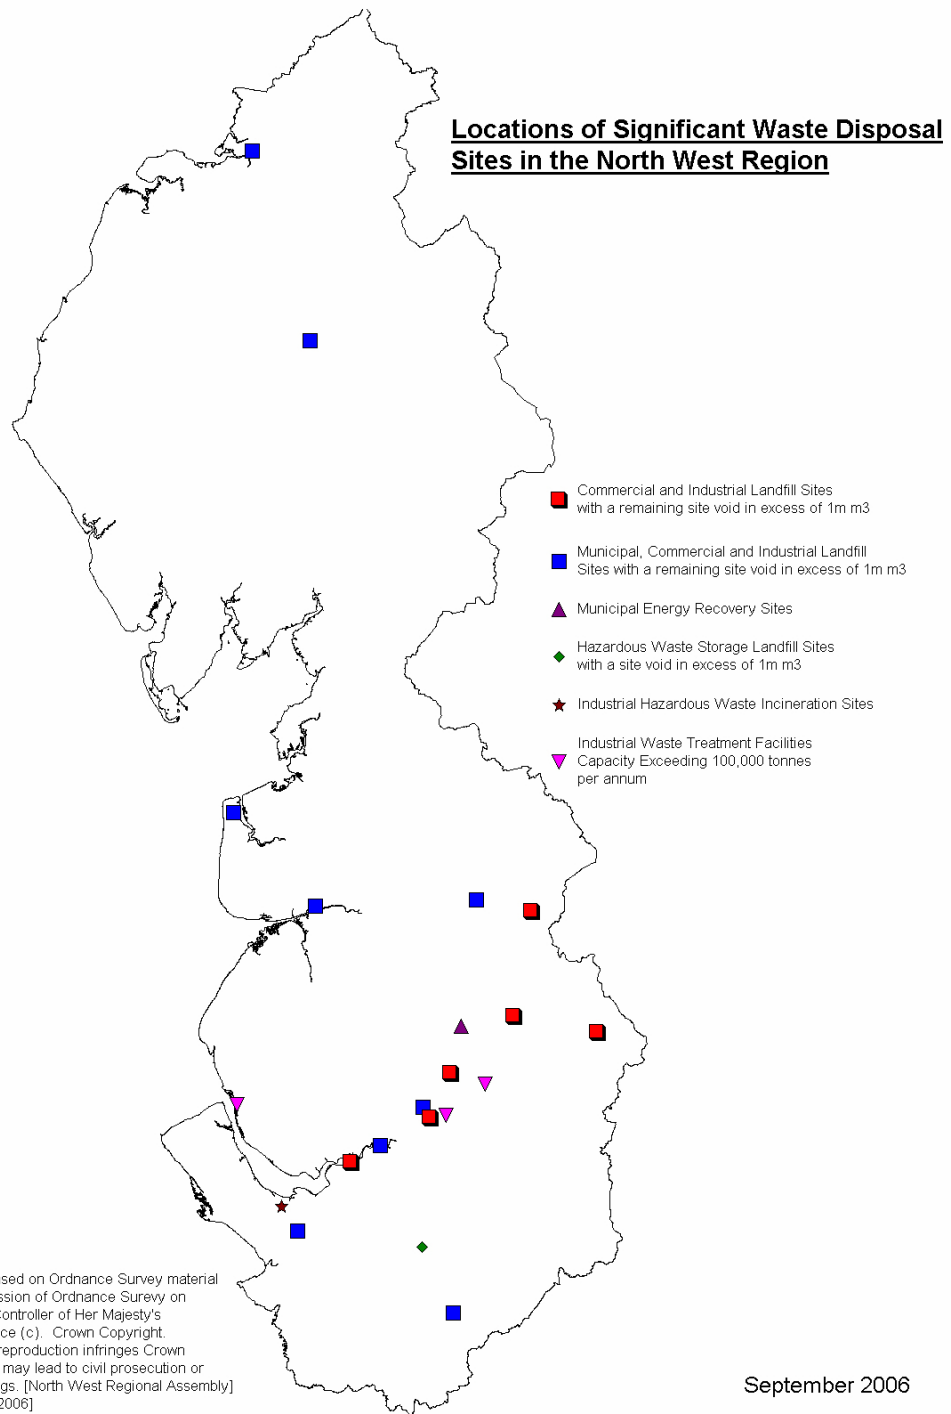 Locations of Significant Waste Disposal
Sites in the North West Region
Commercial and Industrial Landfill Sites
with a remaining site void in excess of 1m m3
Municipal, Commercial and Industrial Landfill
Sites with a remaining site void in excess of 1m m3
Municipal Energy Recovery Sites
Hazardous Waste Storage Landfill Sites
with a site void in excess of 1m m3
Industrial Hazardous Waste Incineration Sites
Industrial Waste Treatment Facilities
Capacity Exceeding 100,000 tonnes
per annum
sed on Ordnance Survey material
ssion of Ordnance Surevy on
Controller of Her Majesty's
ce (c). Crown Copyright.
reproduction infringes Crown
may lead to civil prosecution or
gs. [North West Regional Assembly]
2006]
September 2006